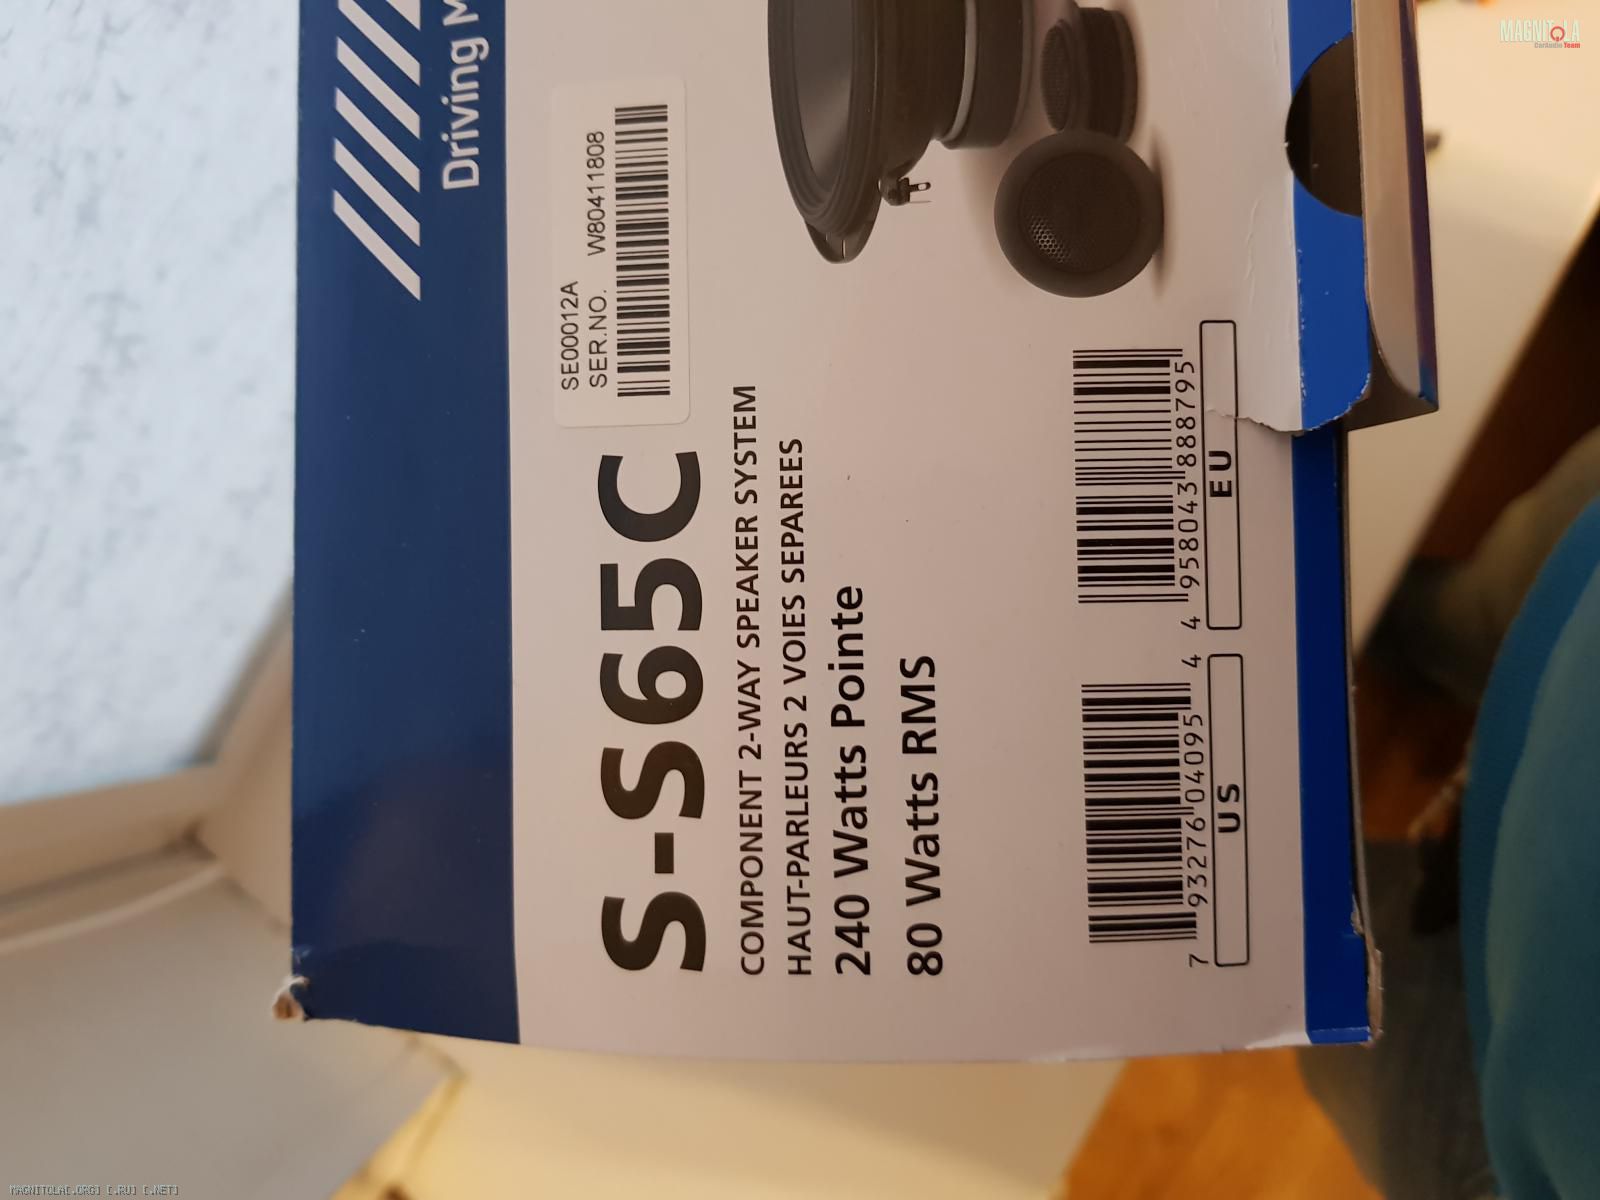 Driving M
SE00012A
SER.NO. W80411808
S-S65C
COMPONENT 2-WAY SPEAKER SYSTEM
HAUT-PARLEURS 2 VOIES SEPAREES
240 Watts Pointe
80 Watts RMS
7 93276 04095 4
US
4 958043 888795
EU
MAGNITOLA
CarAudio Team
MAGNITOLA[.ORG] [.RU] [.NET]